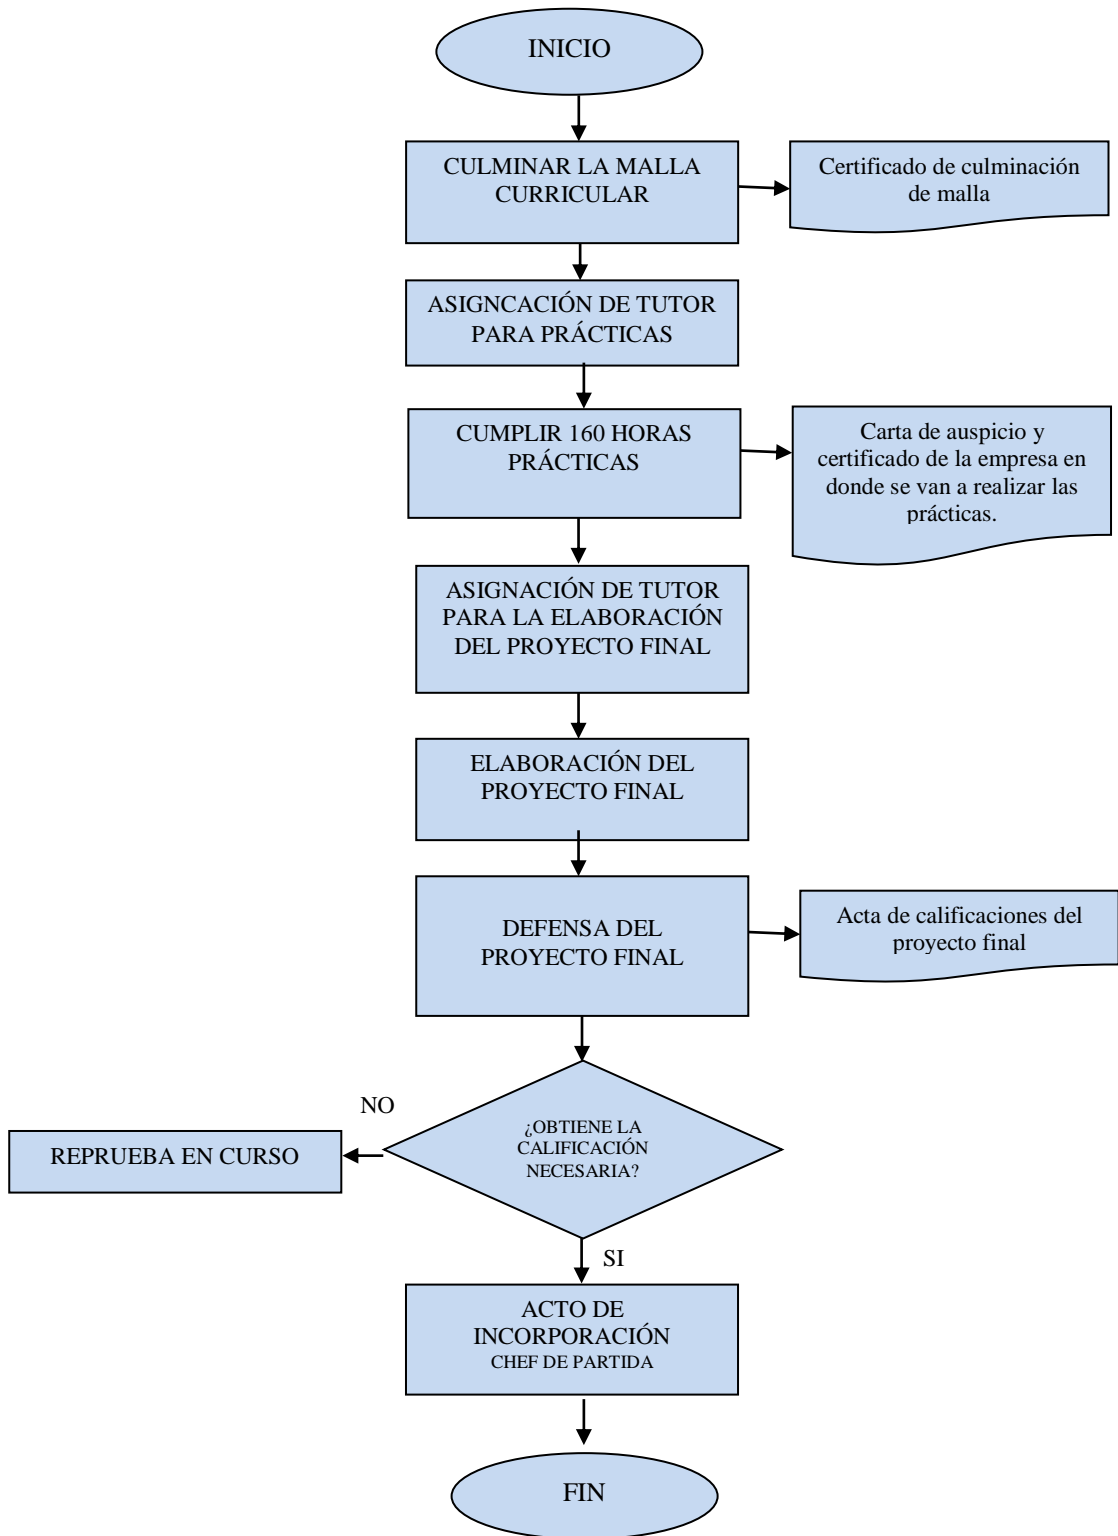 INICIO
CULMINAR LA MALLA
CURRICULAR
Certificado de culminación
de malla
ASIGNCACIÓN DE TUTOR
PARA PRÁCTICAS
CUMPLIR 160 HORAS
PRÁCTICAS
Carta de auspicio y
certificado de la empresa en
donde se van a realizar las
prácticas.
ASIGNACIÓN DE TUTOR
PARA LA ELABORACIÓN
DEL PROYECTO FINAL
ELABORACIÓN DEL
PROYECTO FINAL
DEFENSA DEL
PROYECTO FINAL
Acta de calificaciones del
proyecto final
NO
¿OBTIENE LA
CALIFICACIÓN
NECESARIA?
REPRUEBA EN CURSO
SI
ACTO DE
INCORPORACIÓN
CHEF DE PARTIDA
FIN